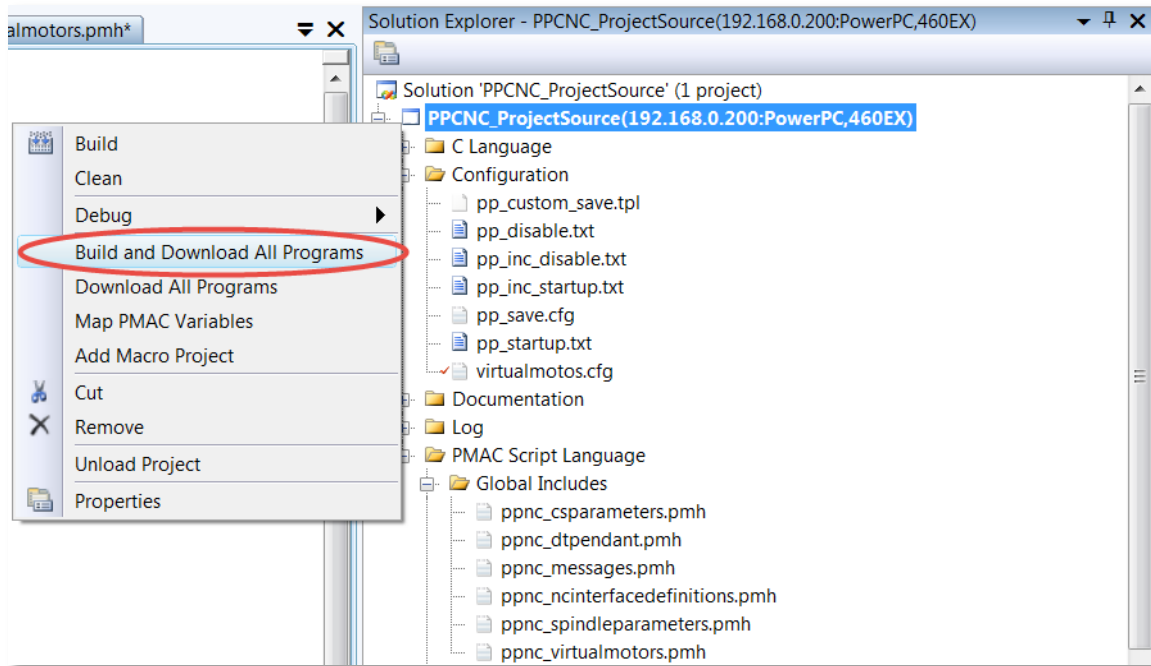 almotors.pmh*
Solution Explorer - PPCNC_ProjectSource(192.168.0.200:PowerPC,460EX)
Solution 'PPCNC_ProjectSource' (1 project)
PPCNC_ProjectSource(192.168.0.200:PowerPC,460EX)
C Language
Configuration
pp_custom_save.tpl
pp_disable.txt
pp_inc_disable.txt
pp_inc_startup.txt
pp_save.cfg
pp_startup.txt
virtualmotos.cfg
Documentation
Log
PMAC Script Language
Global Includes
ppnc_csparameters.pmh
ppnc_dtpendant.pmh
ppnc_messages.pmh
ppnc_ncinterfacedefinitions.pmh
ppnc_spindleparameters.pmh
ppnc_virtualmotors.pmh
Build
Clean
Debug
Build and Download All Programs
Download All Programs
Map PMAC Variables
Add Macro Project
Cut
Remove
Unload Project
Properties